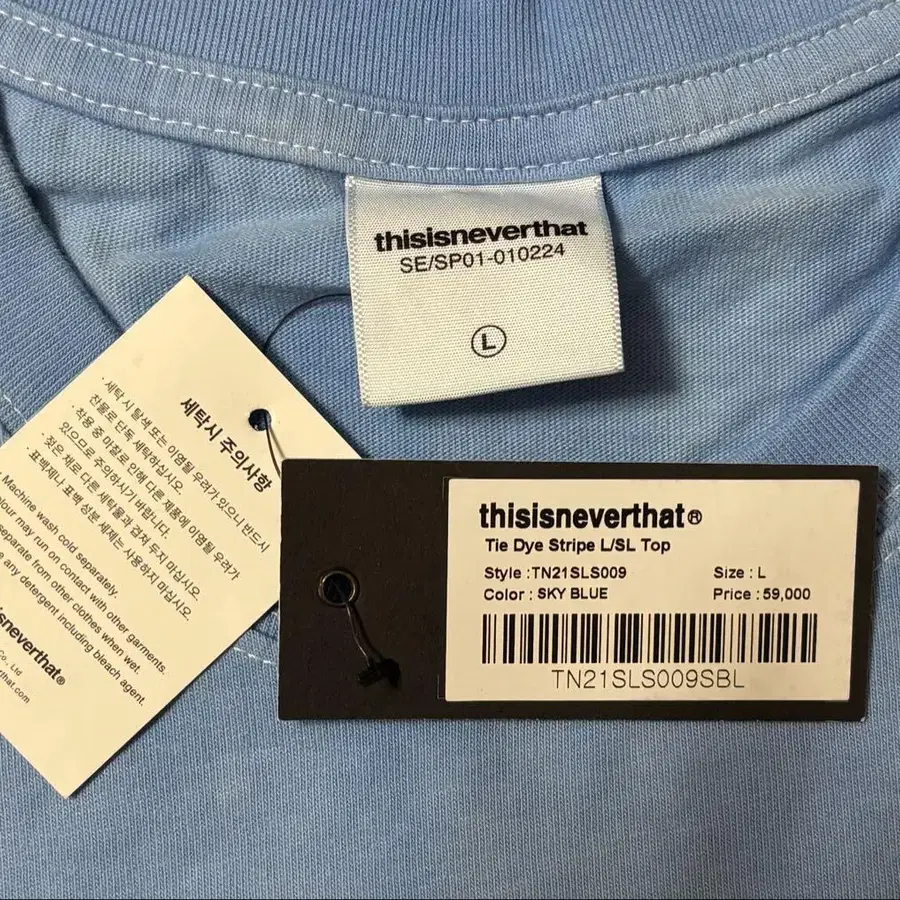 thisisneverthat
SE/SP01-010224
L
세탁시 주의사항
· 세탁 시 탈색 또는 이염될 우려가 있으니 반드시
찬물로 단독 세탁하십시오.
· 착용 중 마찰로 인해 다른 제품에 이염될 우려가
있으므로 주의하시기 바랍니다.
· 젖은 채로 다른 세탁물과 겹쳐 두지 마십시오.
· 표백제나 표백 성분 세제는 사용하지 마십시오.
Machine wash cold separately.
colour may run on contact with other garments.
separate from other clothes when wet.
any detergent including bleach agent.
isneverthat®
Co., Ltd
thisisneverthat®
Tie Dye Stripe L/SL Top
Style : TN21SLS009 Size : L
Color : SKY BLUE Price : 59,000
TN21SLS009SBL